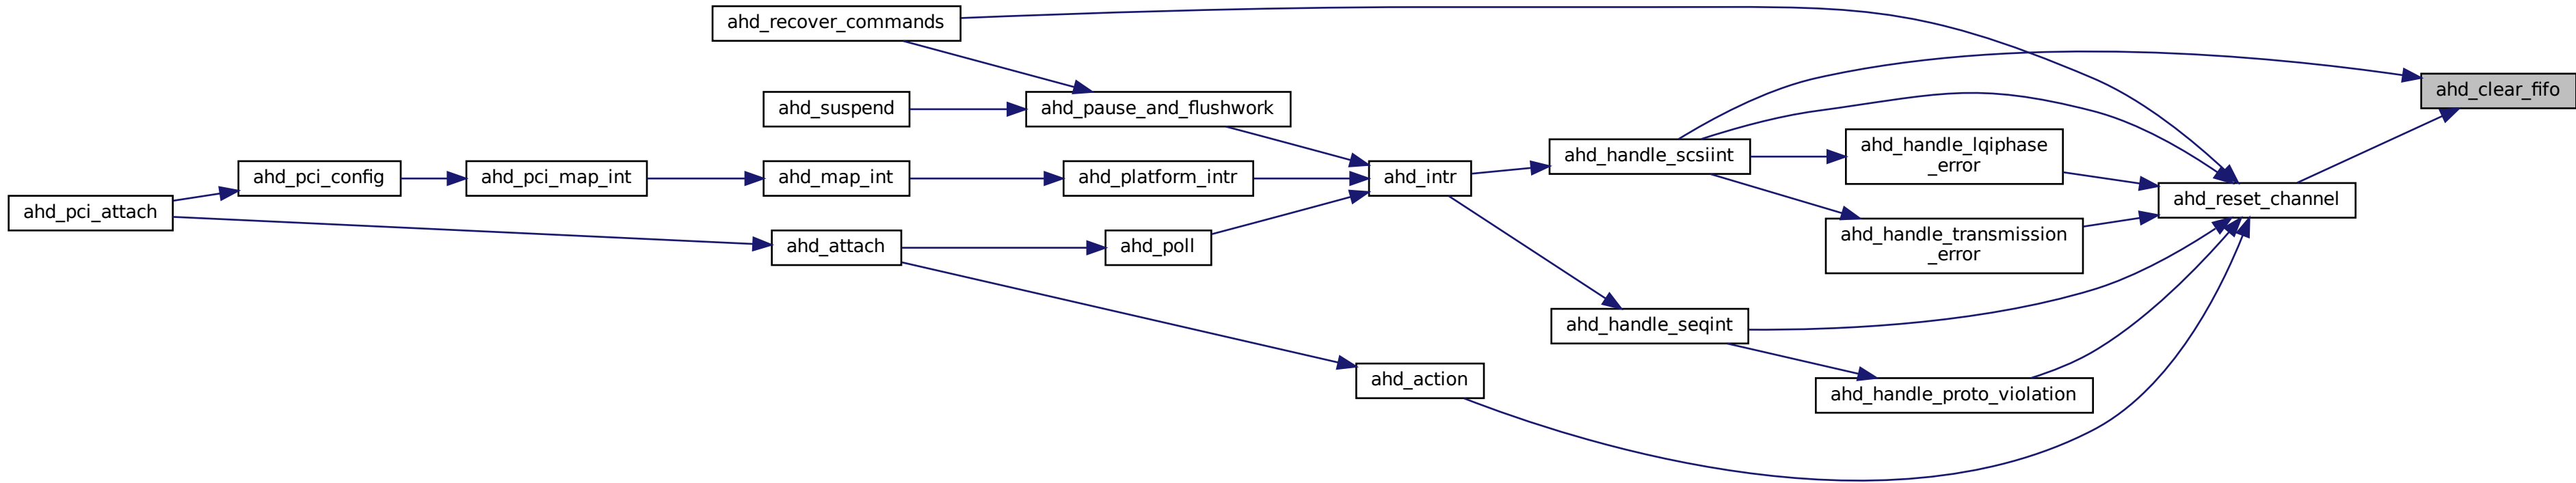 ahd_recover_commands
ahd_clear_fifo
ahd_suspend
ahd_pause_and_flushwork
ahd_handle_lqiphase
_error
ahd_handle_scsiint
ahd_pci_config
ahd_pci_map_int
ahd_map_int
ahd_platform_intr
ahd_intr
ahd_reset_channel
ahd_pci_attach
ahd_handle_transmission
_error
ahd_attach
ahd_poll
ahd_handle_seqint
ahd_action
ahd_handle_proto_violation